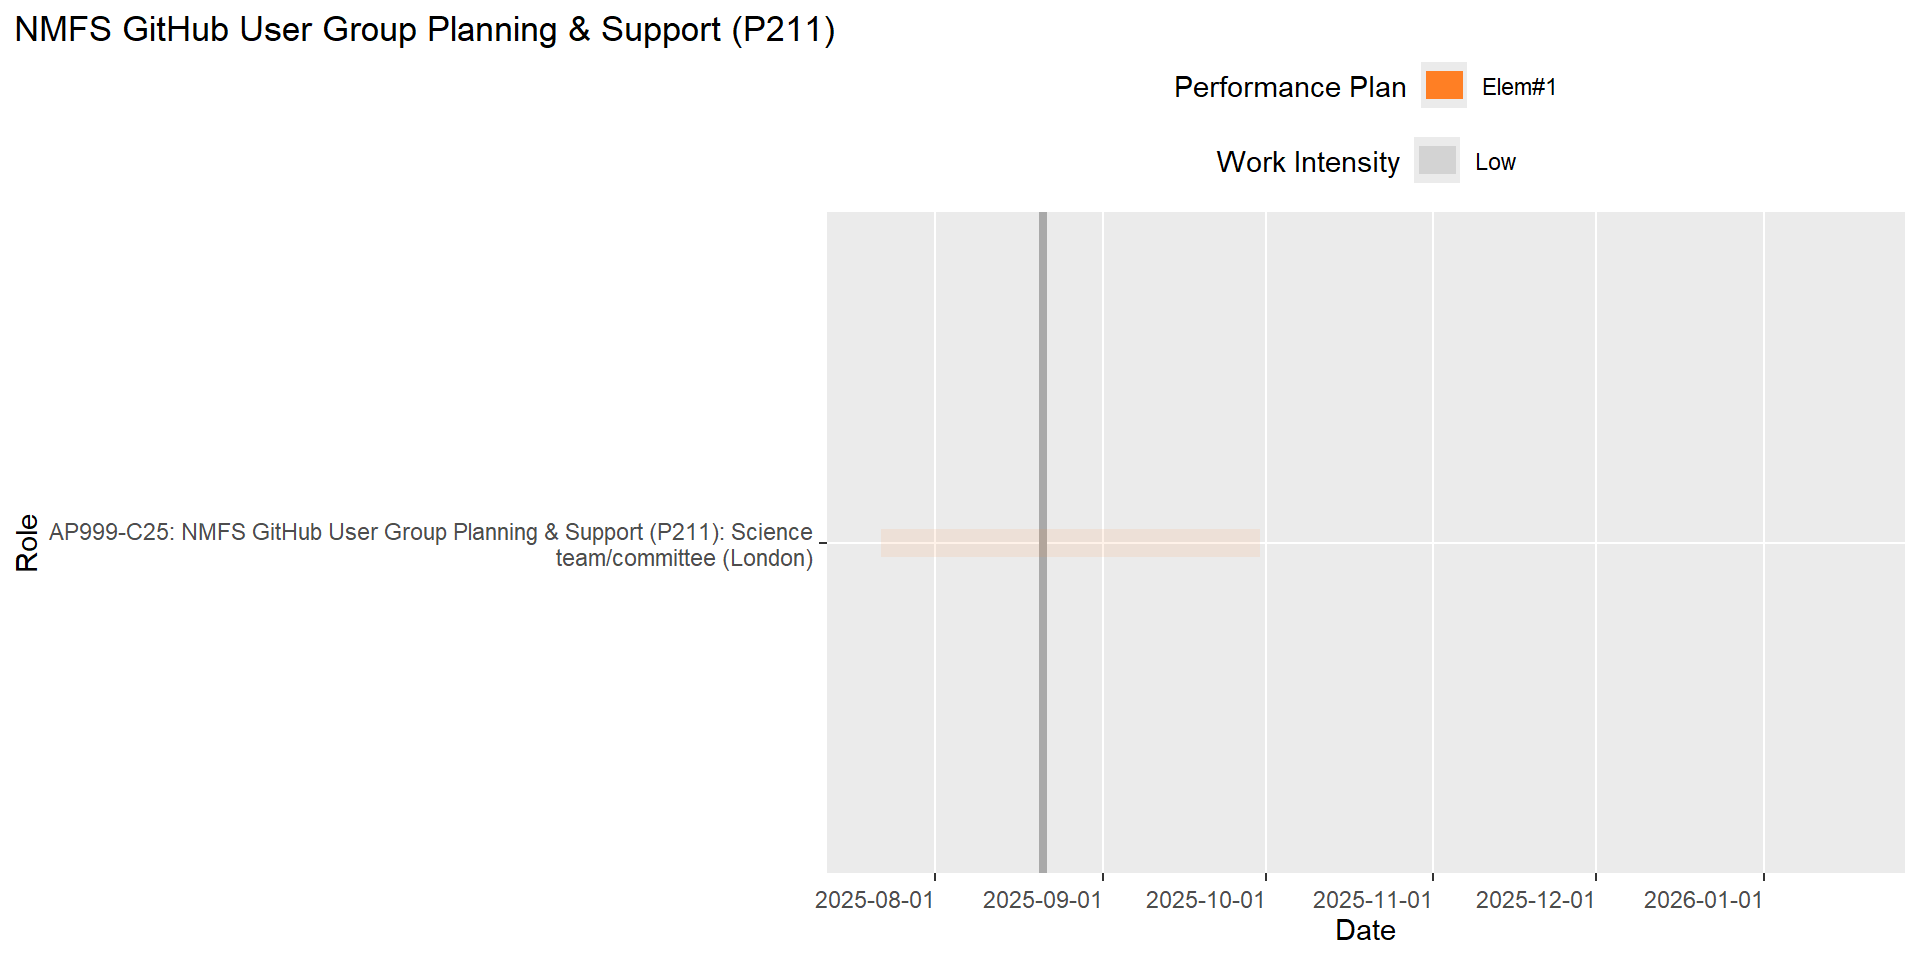 NMFS GitHub User Group Planning & Support (P211)
Performance Plan Elem#1
Work Intensity Low
Role
AP999-C25: NMFS GitHub User Group Planning & Support (P211): Science
team/committee (London)
2025-08-01 2025-09-01 2025-10-01 2025-11-01 2025-12-01 2026-01-01
Date